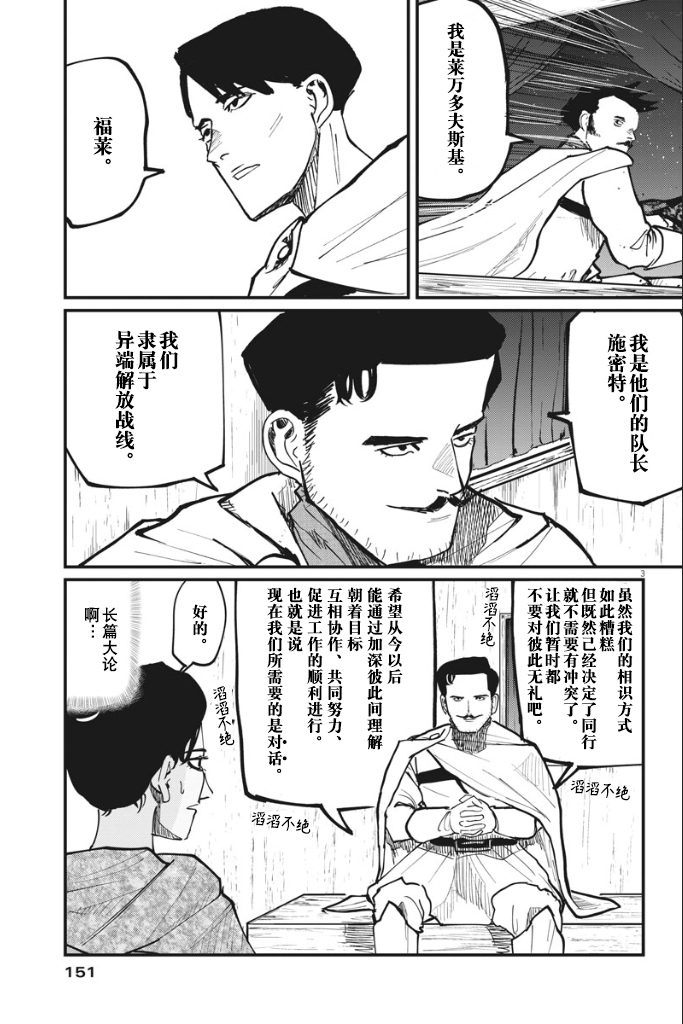 我是莱万多夫斯基。
福莱。
我是他们的队长
施密特。
我们
隶属于
异端解放战线。
3
虽然我们的相识方式
如此糟糕
但既然已经决定了同行
就不需要有冲突了。
让我们暂时都
不要对彼此无礼吧。
滔滔不绝
滔滔不绝
希望从今以后
能通过加深彼此间理解
朝着目标
互相协作、共同努力、
促进工作的顺利进行。
也就是说
现在我们所需要的是对话。
滔滔不绝
滔滔不绝
好的。
长篇大论
啊…
151